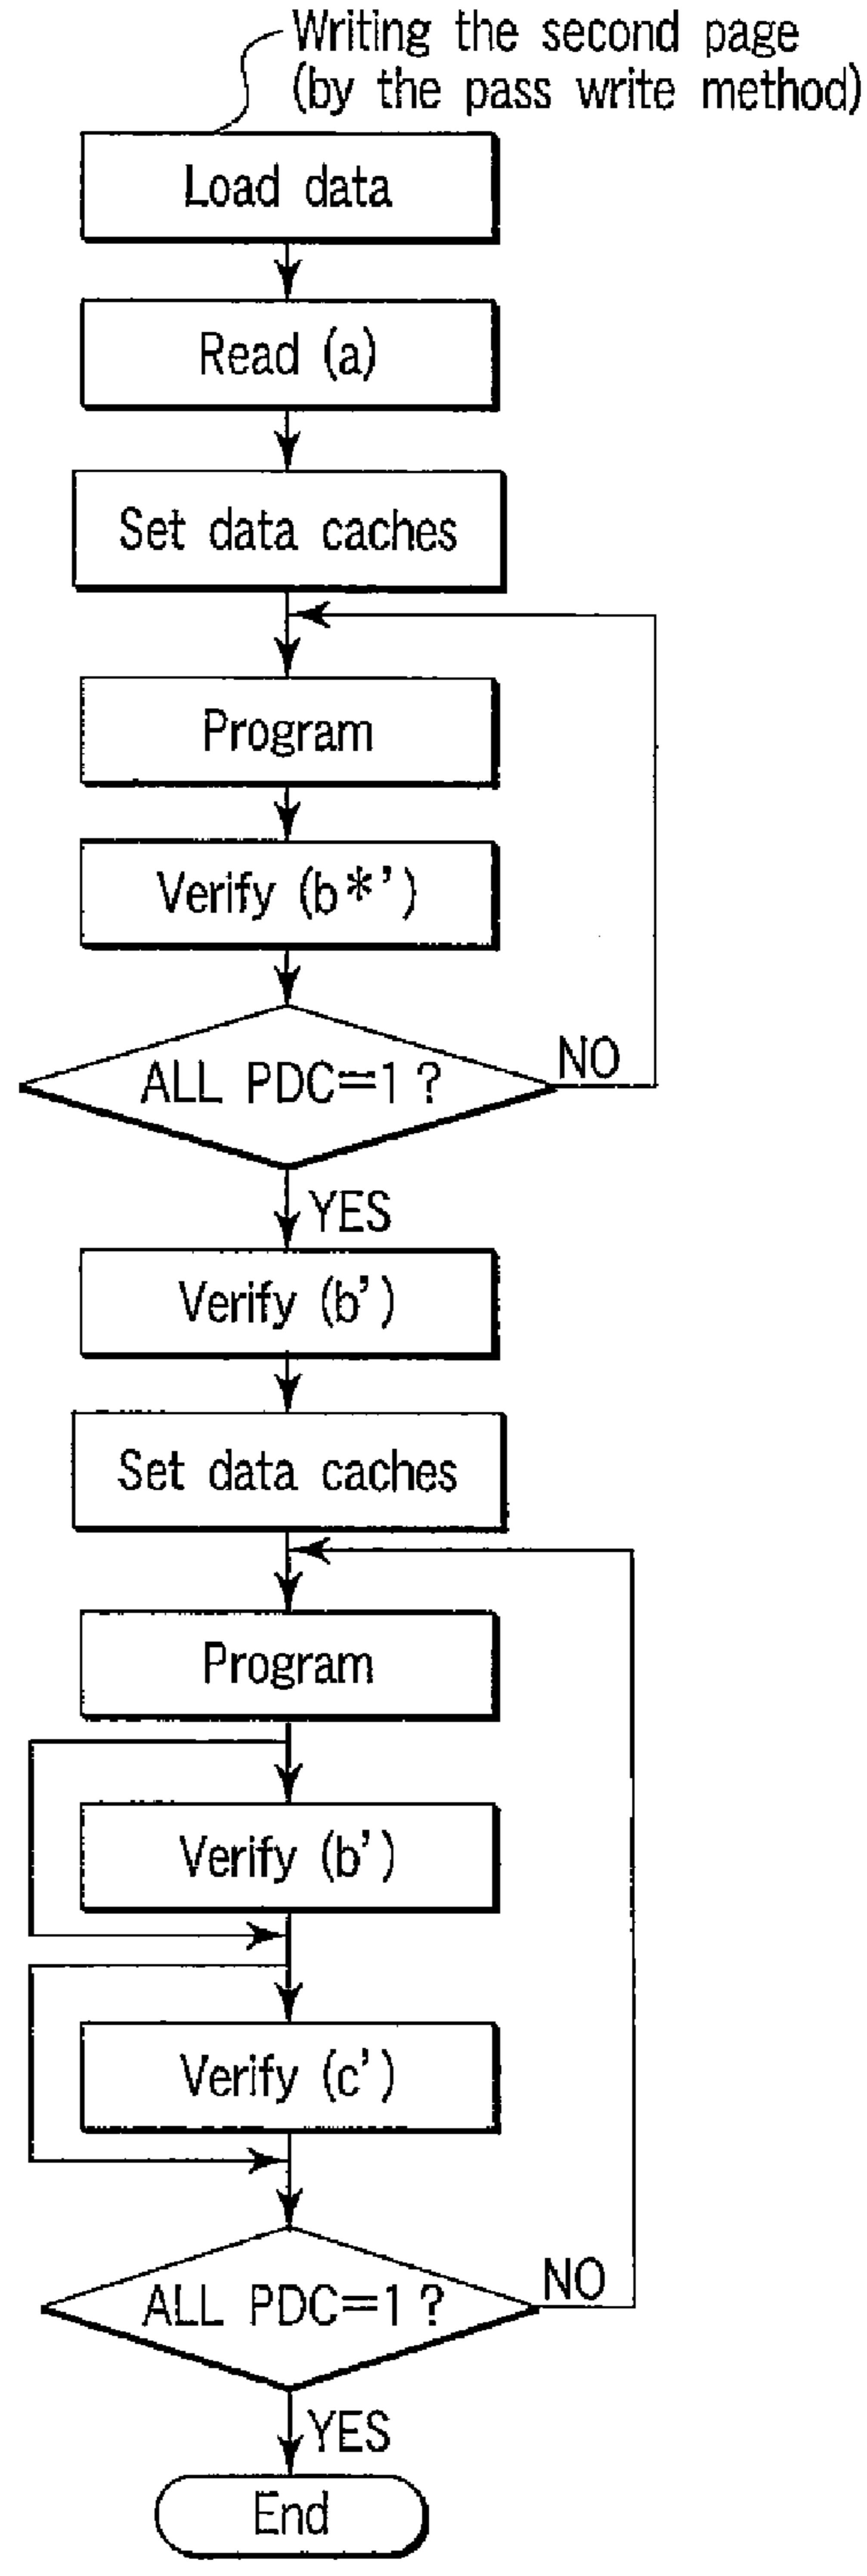 Writing the second page
(by the pass write method)
Load data
Read (a)
Set data caches
Program
Verify (b*’)
ALL PDC=1?
NO
YES
Verify (b’)
Set data caches
Program
Verify (b’)
Verify (c’)
ALL PDC=1?
NO
YES
End